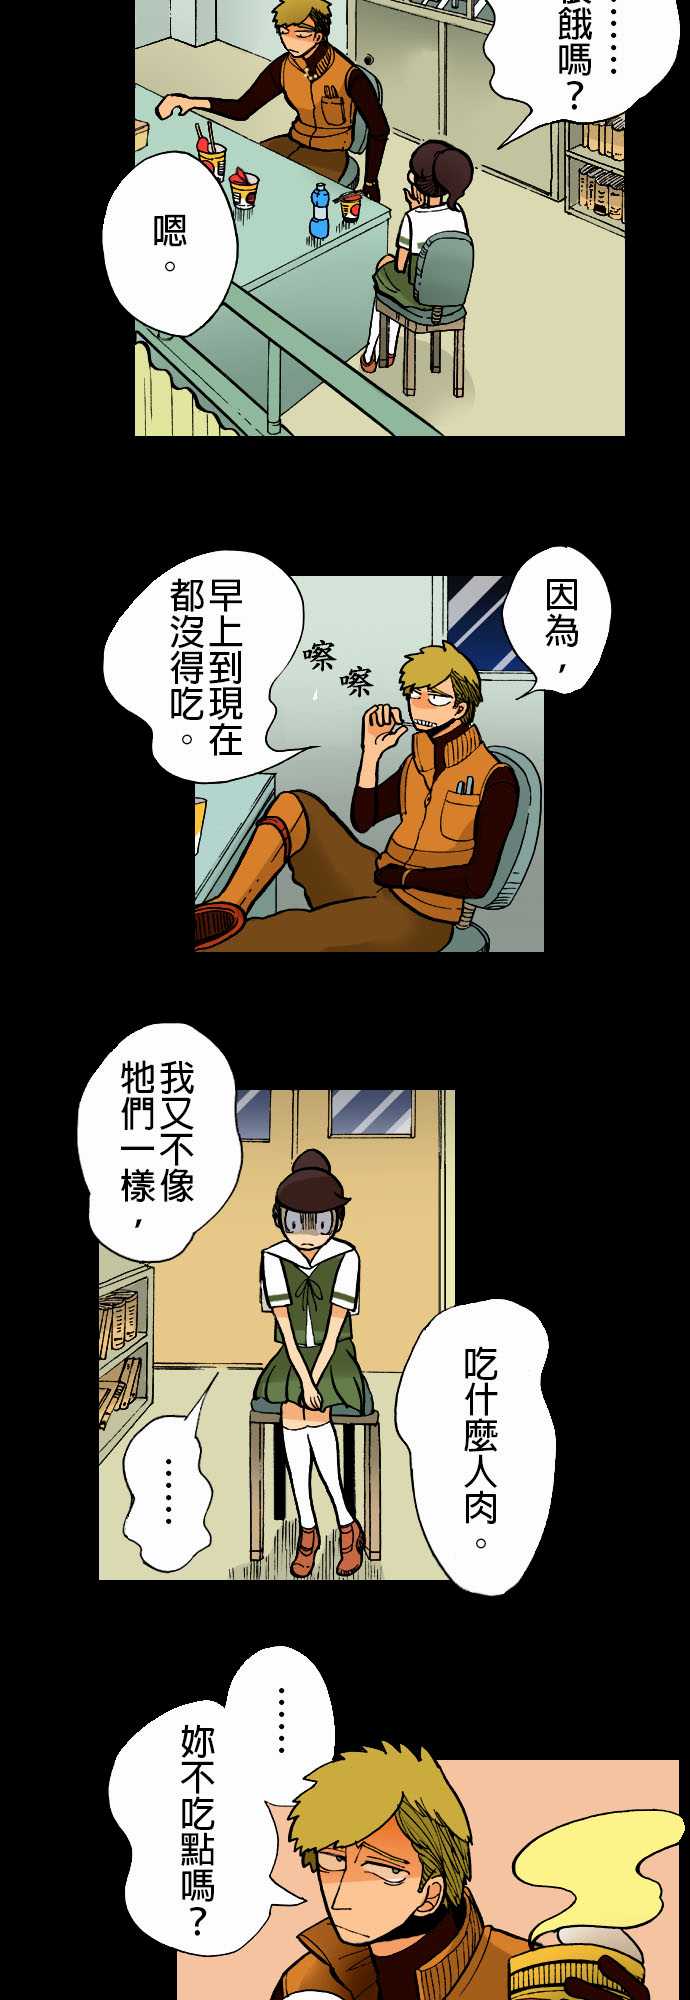 ………
餓嗎？
嗯。
因為，
早上到現在
都沒得吃。
嚓
嚓
我又不像
牠們一樣，
吃什麼人肉。
……
……
妳不吃點嗎？